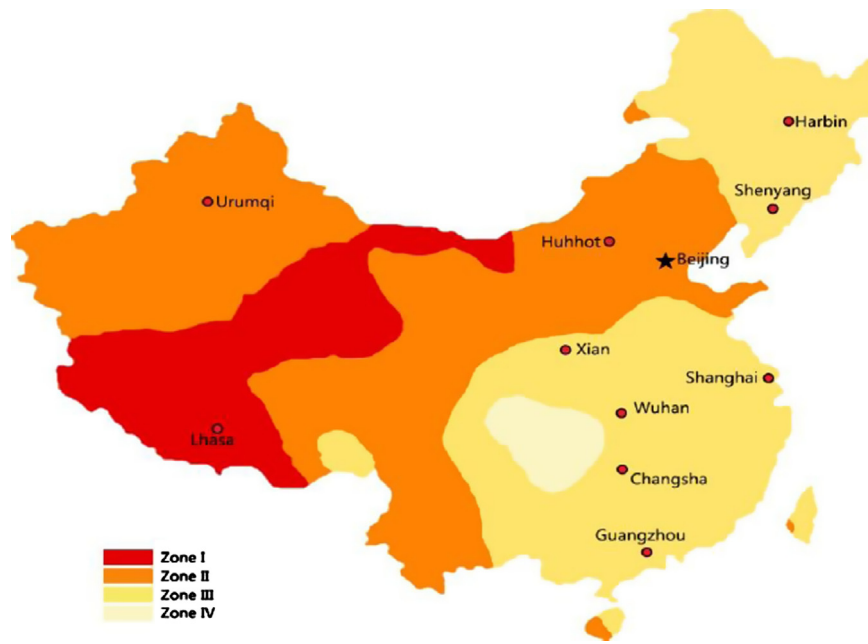 Harbin
Shenyang
Urumqi
Huhhot
Beijing
Xian
Shanghai
Wuhan
Lhasa
Changsha
Guangzhou
Zone I
Zone II
Zone III
Zone IV